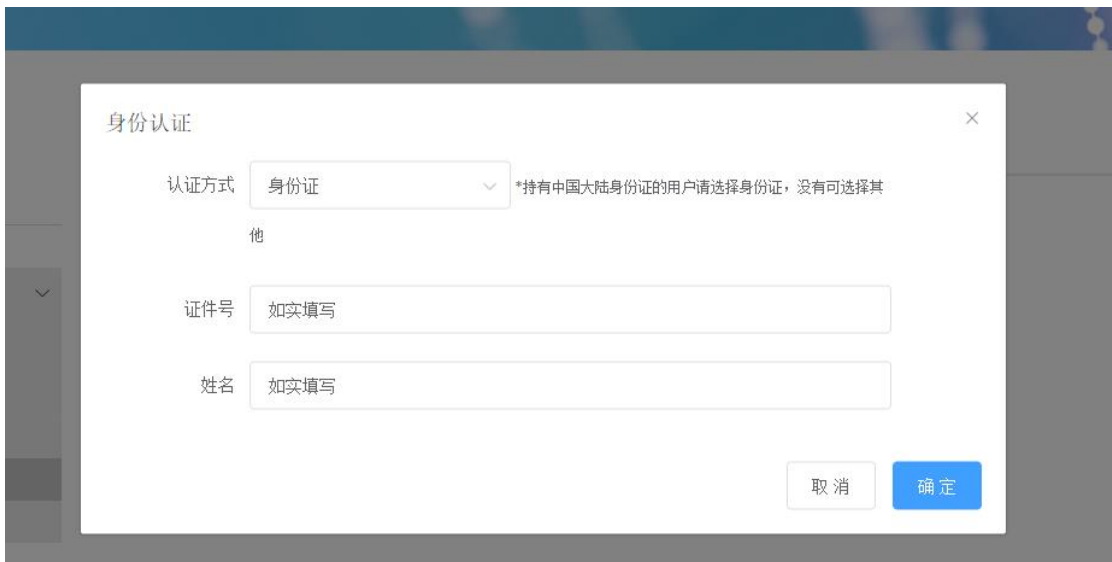 身份认证
认证方式 身份证 *持有中国大陆身份证的用户请选择身份证，没有可选择其
他
证件号 如实填写
姓名 如实填写
取消 确定